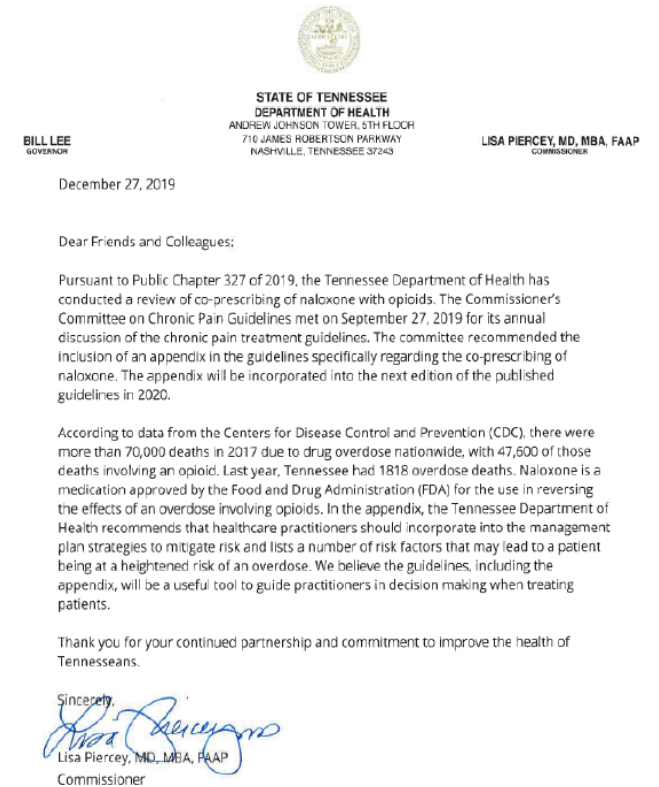 STATE OF TENNESSEE
DEPARTMENT OF HEALTH
ANDREW JOHNSON TOWER, 5TH FLOOR
710 JAMES ROBERTSON PARKWAY
NASHVILLE, TENNESSEE 37243
BILL LEE
GOVERNOR
LISA PIERCEY, MD, MBA, FAAP
COMMISSIONER
December 27, 2019
Dear Friends and Colleagues;
Pursuant to Public Chapter 327 of 2019, the Tennessee Department of Health has
conducted a review of co-prescribing of naloxone with opioids. The Commissioner's
Committee on Chronic Pain Guidelines met on September 27, 2019 for its annual
discussion of the chronic pain treatment guidelines. The committee recommended the
inclusion of an appendix in the guidelines specifically regarding the co-prescribing of
naloxone. The appendix will be incorporated into the next edition of the published
guidelines in 2020.
According to data from the Centers for Disease Control and Prevention (CDC), there were
more than 70,000 deaths in 2017 due to drug overdose nationwide, with 47,600 of those
deaths involving an opioid. Last year, Tennessee had 1818 overdose deaths. Naloxone is a
medication approved by the Food and Drug Administration (FDA) for the use in reversing
the effects of an overdose involving opioids. In the appendix, the Tennessee Department of
Health recommends that healthcare practitioners should incorporate into the management
plan strategies to mitigate risk and lists a number of risk factors that may lead to a patient
being at a heightened risk of an overdose. We believe the guidelines, including the
appendix, will be a useful tool to guide practitioners in decision making when treating
patients.
Thank you for your continued partnership and commitment to improve the health of
Tennesseans.
Sincerely,
Lisa Piercey MD
Lisa Piercey, MD, MBA, FAAP
Commissioner